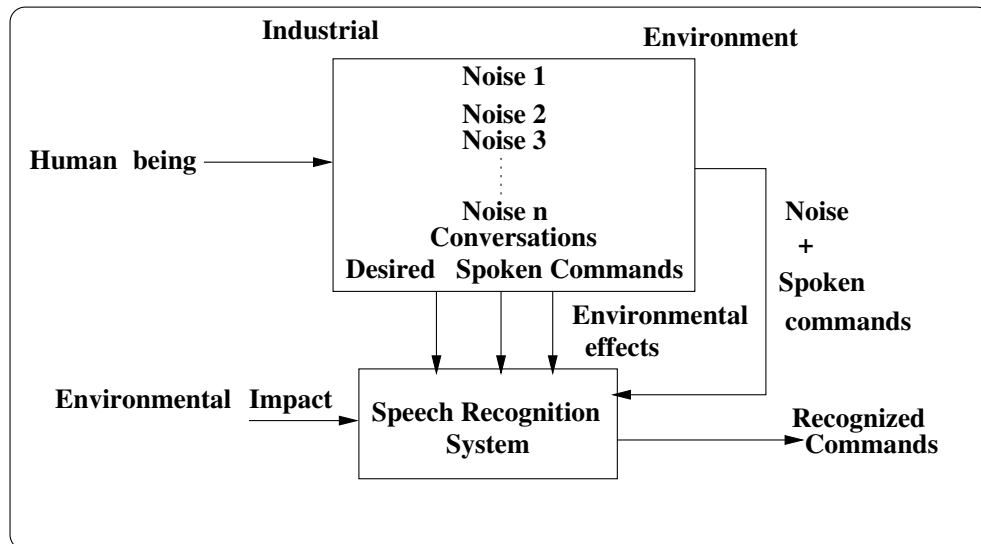 Industrial Environment
Noise 1
Noise 2
Noise 3
Human being
Noise n
Conversations
Desired Spoken Commands
Noise
+
Spoken
commands
Environmental
effects
Environmental Impact
Speech Recognition
System
Recognized
Commands